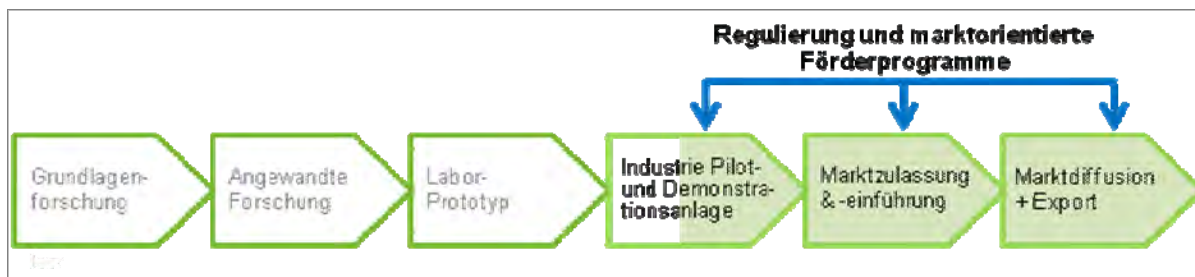 Regulierung und marktorientierte
Förderprogramme
Grundlagen-
forschung
Angewandte
Forschung
Labor-
Prototyp
Industrie Pilot-
und Demonstra-
tionsanlage
Marktzulassung
& -einführung
Marktdiffusion
+ Export